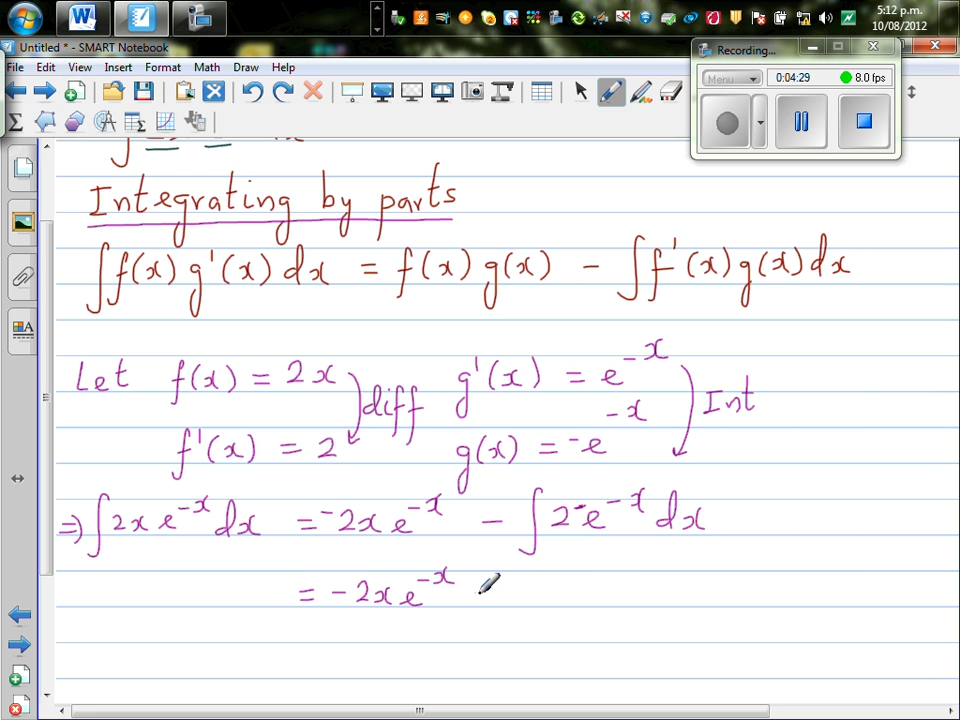 5:12 p.m.
10/08/2012
Untitled * - SMART Notebook
Recording...
File Edit View Insert Format Math Draw Help
Menu 0:04:29 8.0 fps
Integrating by parts
∫f(x) g'(x) dx = f(x) g(x) - ∫f'(x) g(x) dx
Let f(x) = 2x diff g'(x) = e^-x Int
f'(x) = 2 g(x) = -e^-x
⇒ ∫2x e^-x dx = -2x e^-x - ∫2 -e^-x dx
= -2x e^-x